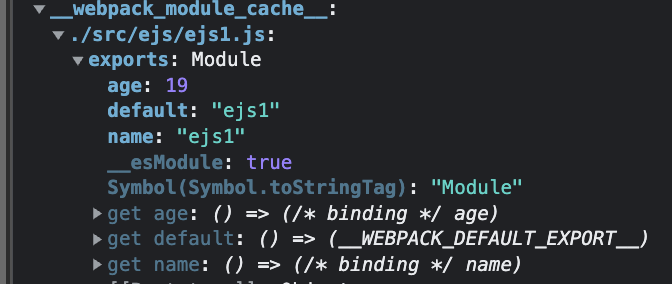 __webpack_module_cache__:
./src/ejs/ejs1.js:
exports: Module
age: 19
default: "ejs1"
name: "ejs1"
__esModule: true
Symbol(Symbol.toStringTag): "Module"
get age: () => (/* binding */ age)
get default: () => (__WEBPACK_DEFAULT_EXPORT__)
get name: () => (/* binding */ name)